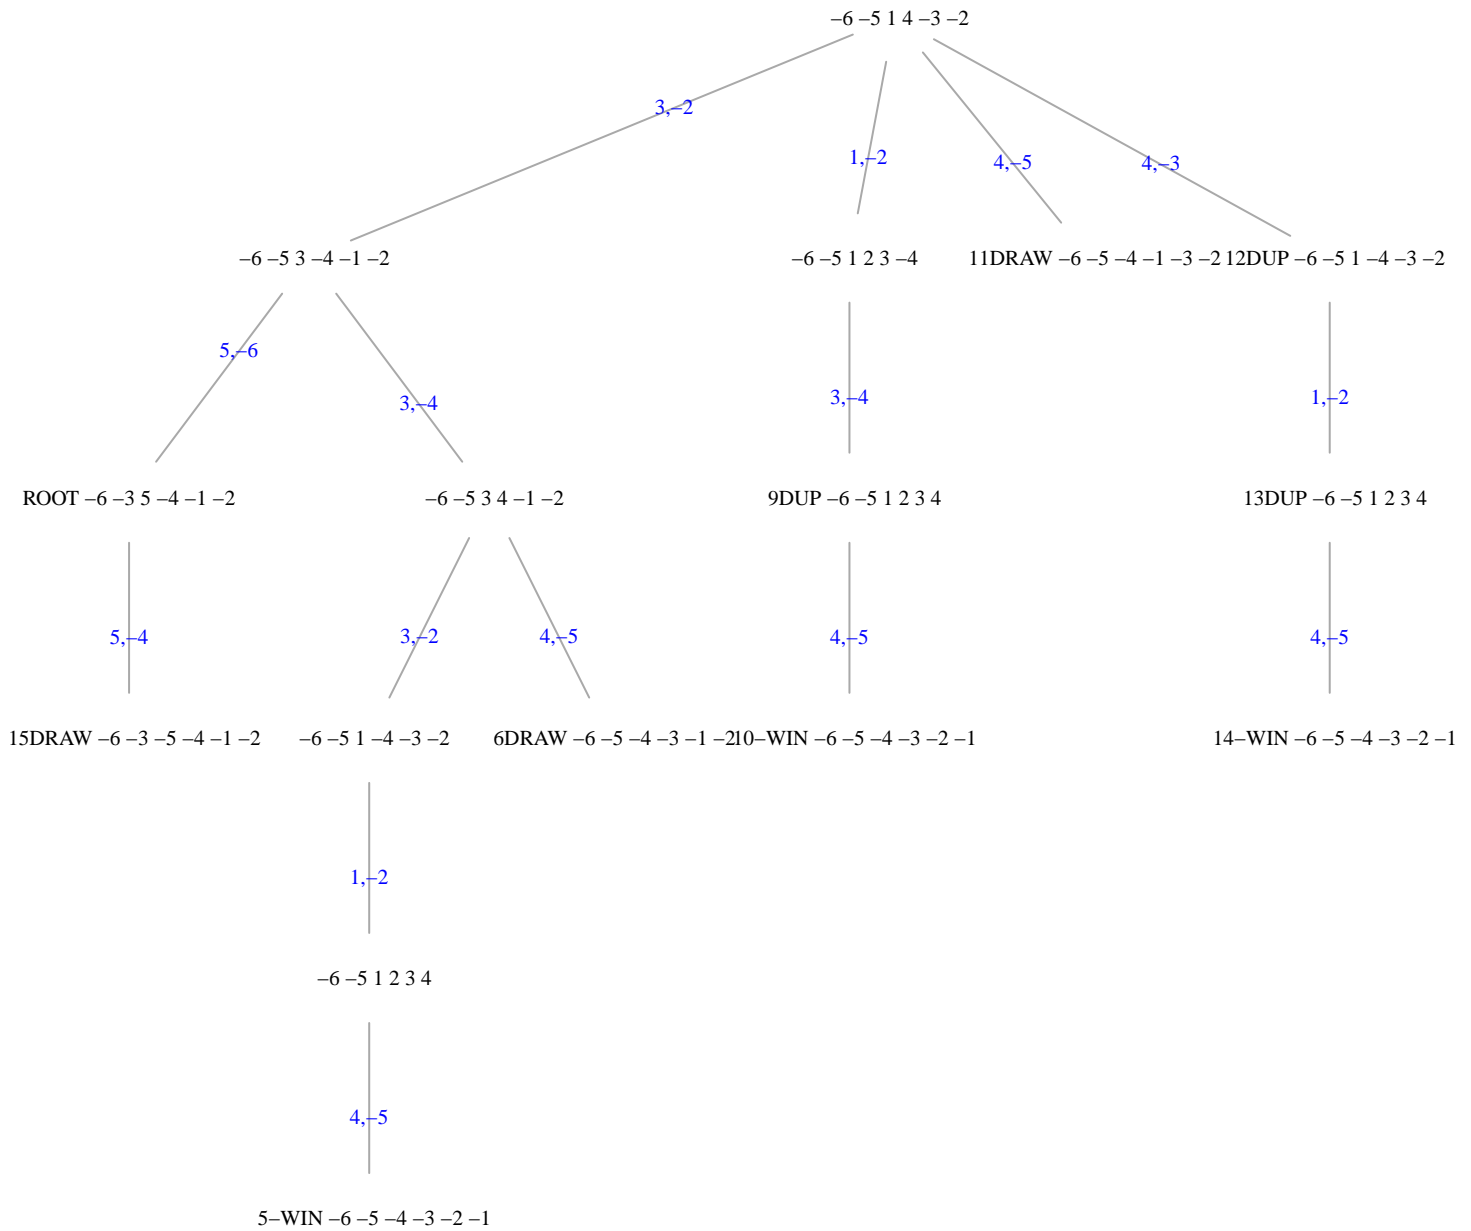 −6 −5 1 4 −3 −2
3,−2
1,−2
4,−5
4,−3
−6 −5 3 −4 −1 −2
−6 −5 1 2 3 −4
11DRAW −6 −5 −4 −1 −3 −2
12DUP −6 −5 1 −4 −3 −2
5,−6
3,−4
3,−4
1,−2
ROOT −6 −3 5 −4 −1 −2
−6 −5 3 4 −1 −2
9DUP −6 −5 1 2 3 4
13DUP −6 −5 1 2 3 4
5,−4
3,−2
4,−5
4,−5
4,−5
15DRAW −6 −3 −5 −4 −1 −2
−6 −5 1 −4 −3 −2
6DRAW −6 −5 −4 −3 −1 −2
10−WIN −6 −5 −4 −3 −2 −1
14−WIN −6 −5 −4 −3 −2 −1
1,−2
−6 −5 1 2 3 4
4,−5
5−WIN −6 −5 −4 −3 −2 −1